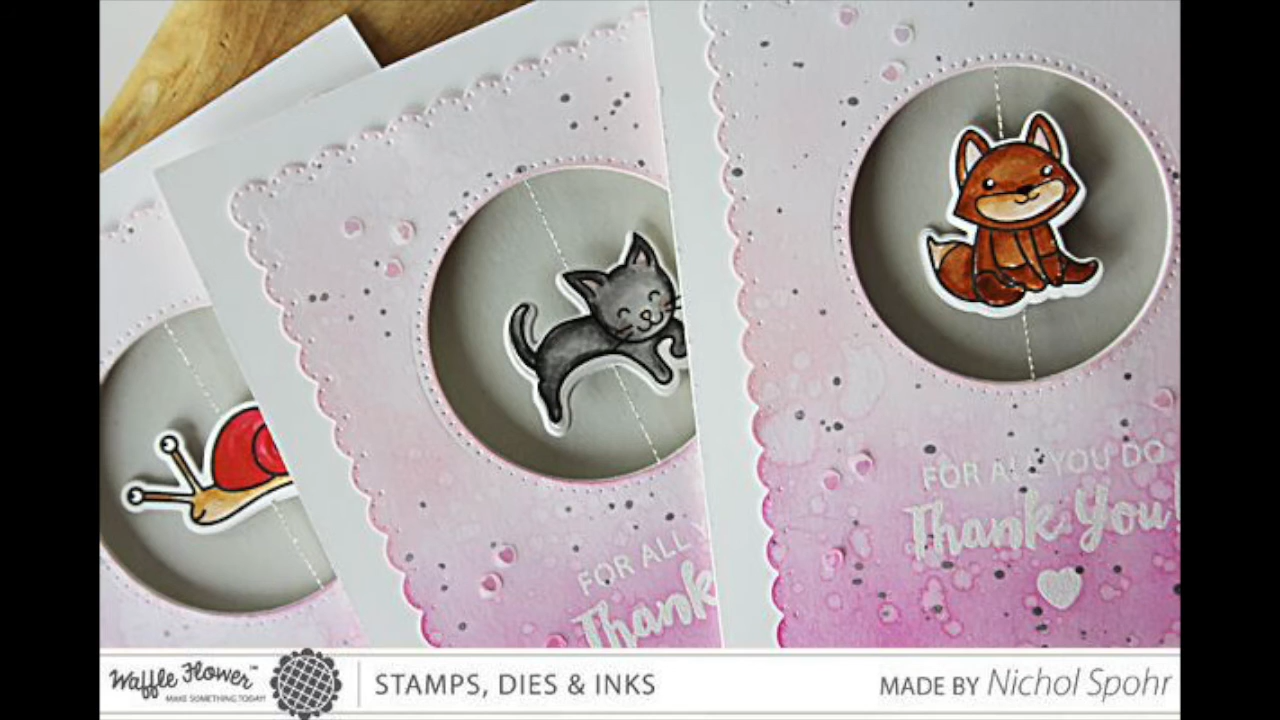 FOR ALL YOU DO
Thank You!
FOR ALL Y
Thank
Waffle Flower™
MAKE SOMETHING TODAY!
STAMPS, DIES & INKS
MADE BY Nichol Spohr